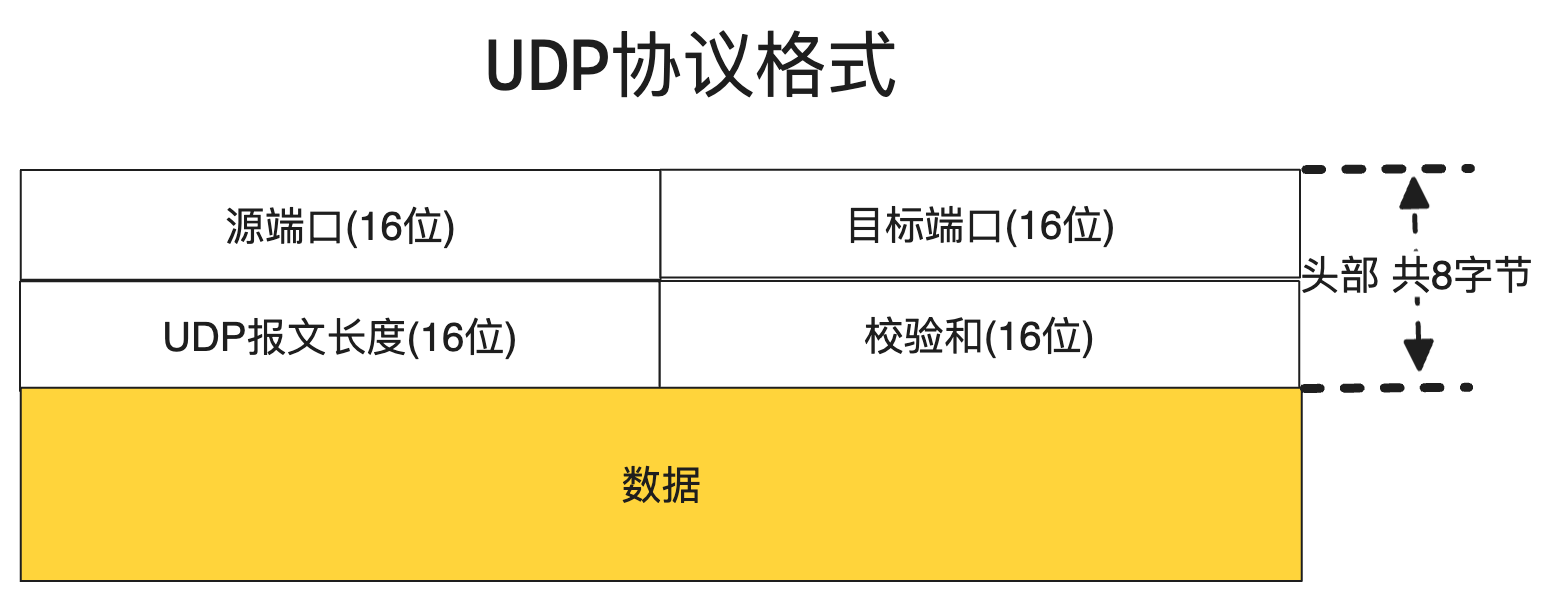 UDP协议格式
源端口(16位)
目标端口(16位)
头部 共8字节
UDP报文长度(16位)
校验和(16位)
数据